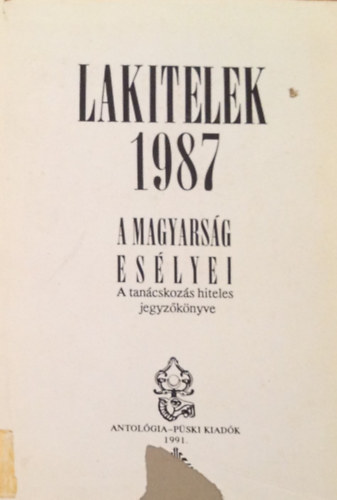 LAKITELEK
1987
A MAGYARSÁG
ESÉLYEI
A tanácskozás hiteles
jegyzőkönyve
ANTOLÓGIA–PÜSKI KIADÓK
1991.